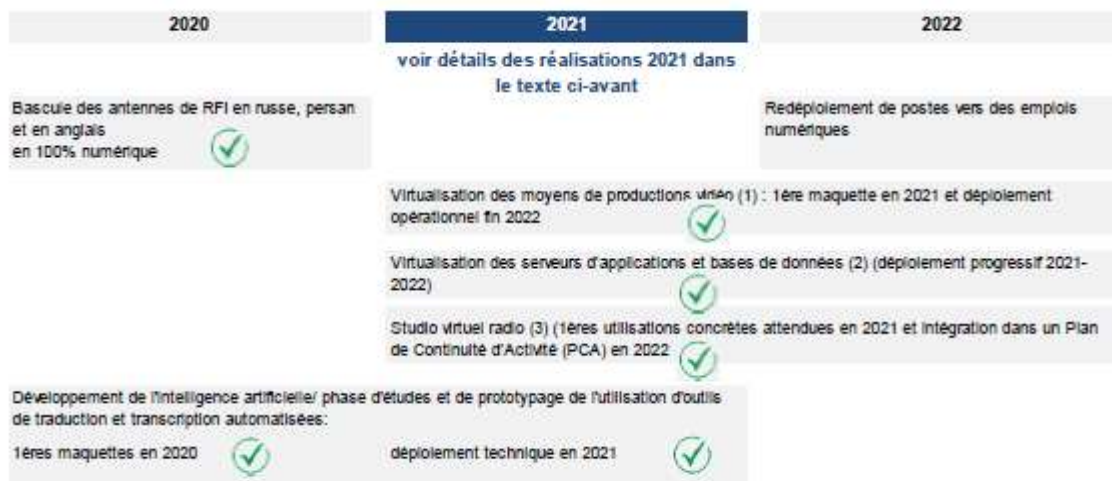 2020
2021
2022
voir détails des réalisations 2021 dans
le texte ci-avant
Bascule des antennes de RFI en russe, persan
et en anglais
en 100% numérique
Redéploiement de postes vers des emplois
numériques
Virtualisation des moyens de productions vidéo (1) : 1ère maquette en 2021 et déploiement
opérationnel fin 2022
Virtualisation des serveurs d'applications et bases de données (2) (déploiement progressif 2021-
2022)
Studio virtuel radio (3) (1ères utilisations concrètes attendues en 2021 et intégration dans un Plan
de Continuité d'Activité (PCA) en 2022
Développement de l'intelligence artificielle/ phase d'études et de prototypage de l'utilisation d'outils
de traduction et transcription automatisées:
1ères maquettes en 2020
déploiement technique en 2021